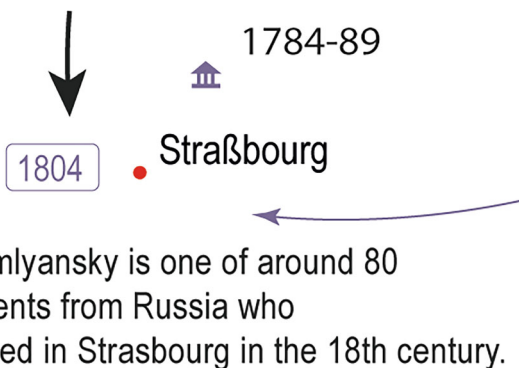 1784-89
Straßbourg
1804
mlyansky is one of around 80
ents from Russia who
ed in Strasbourg in the 18th century.